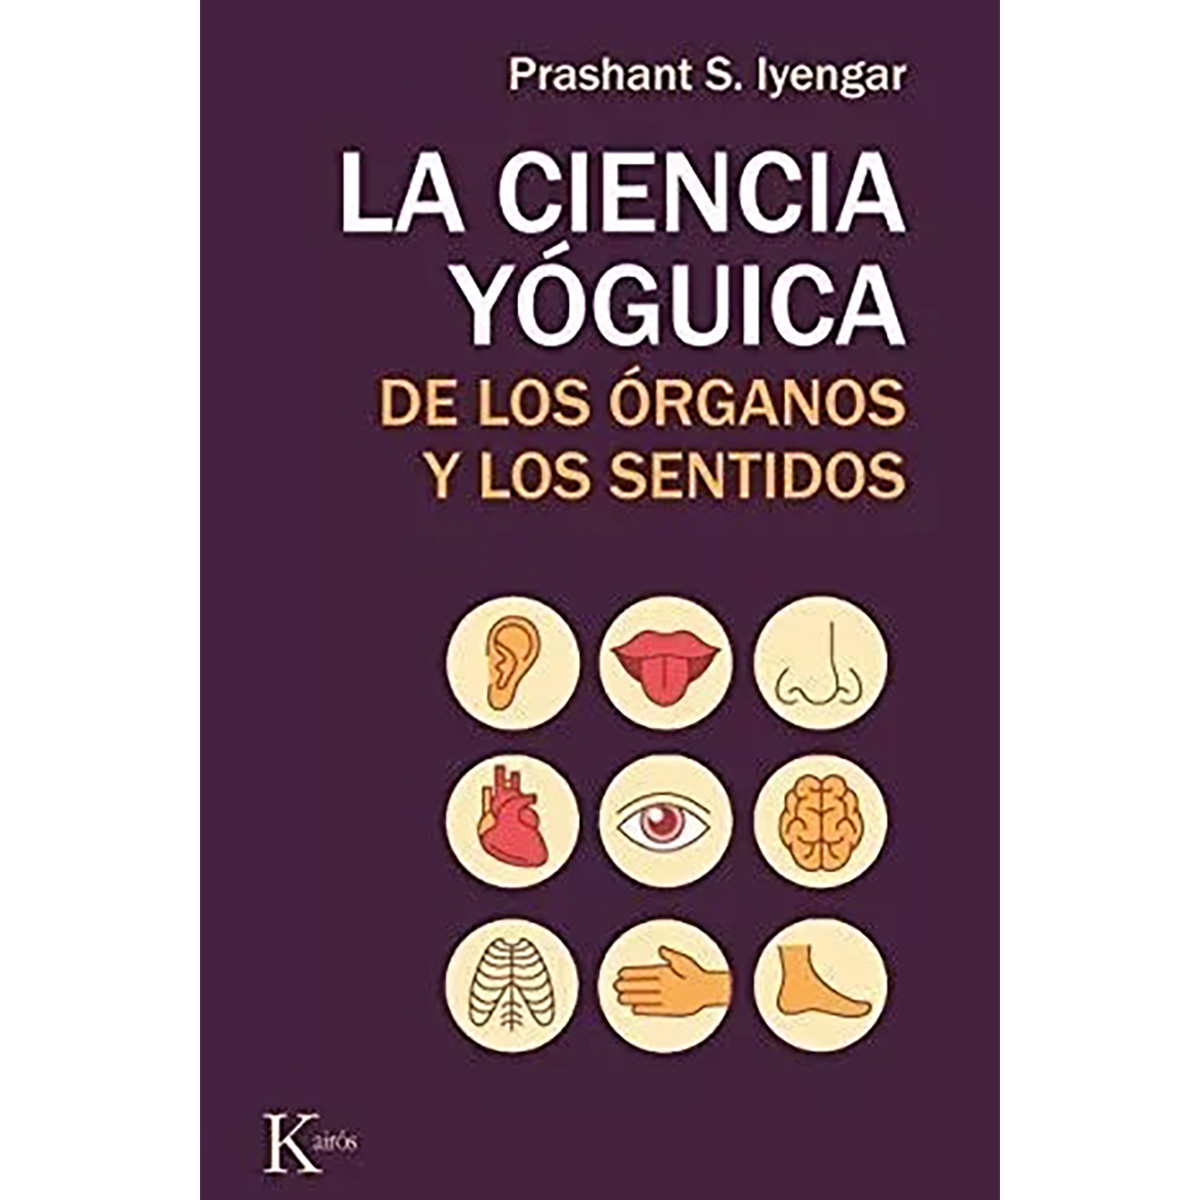 Prashant S. Iyengar
LA CIENCIA
YÓGUICA
DE LOS ÓRGANOS
Y LOS SENTIDOS
Kairós